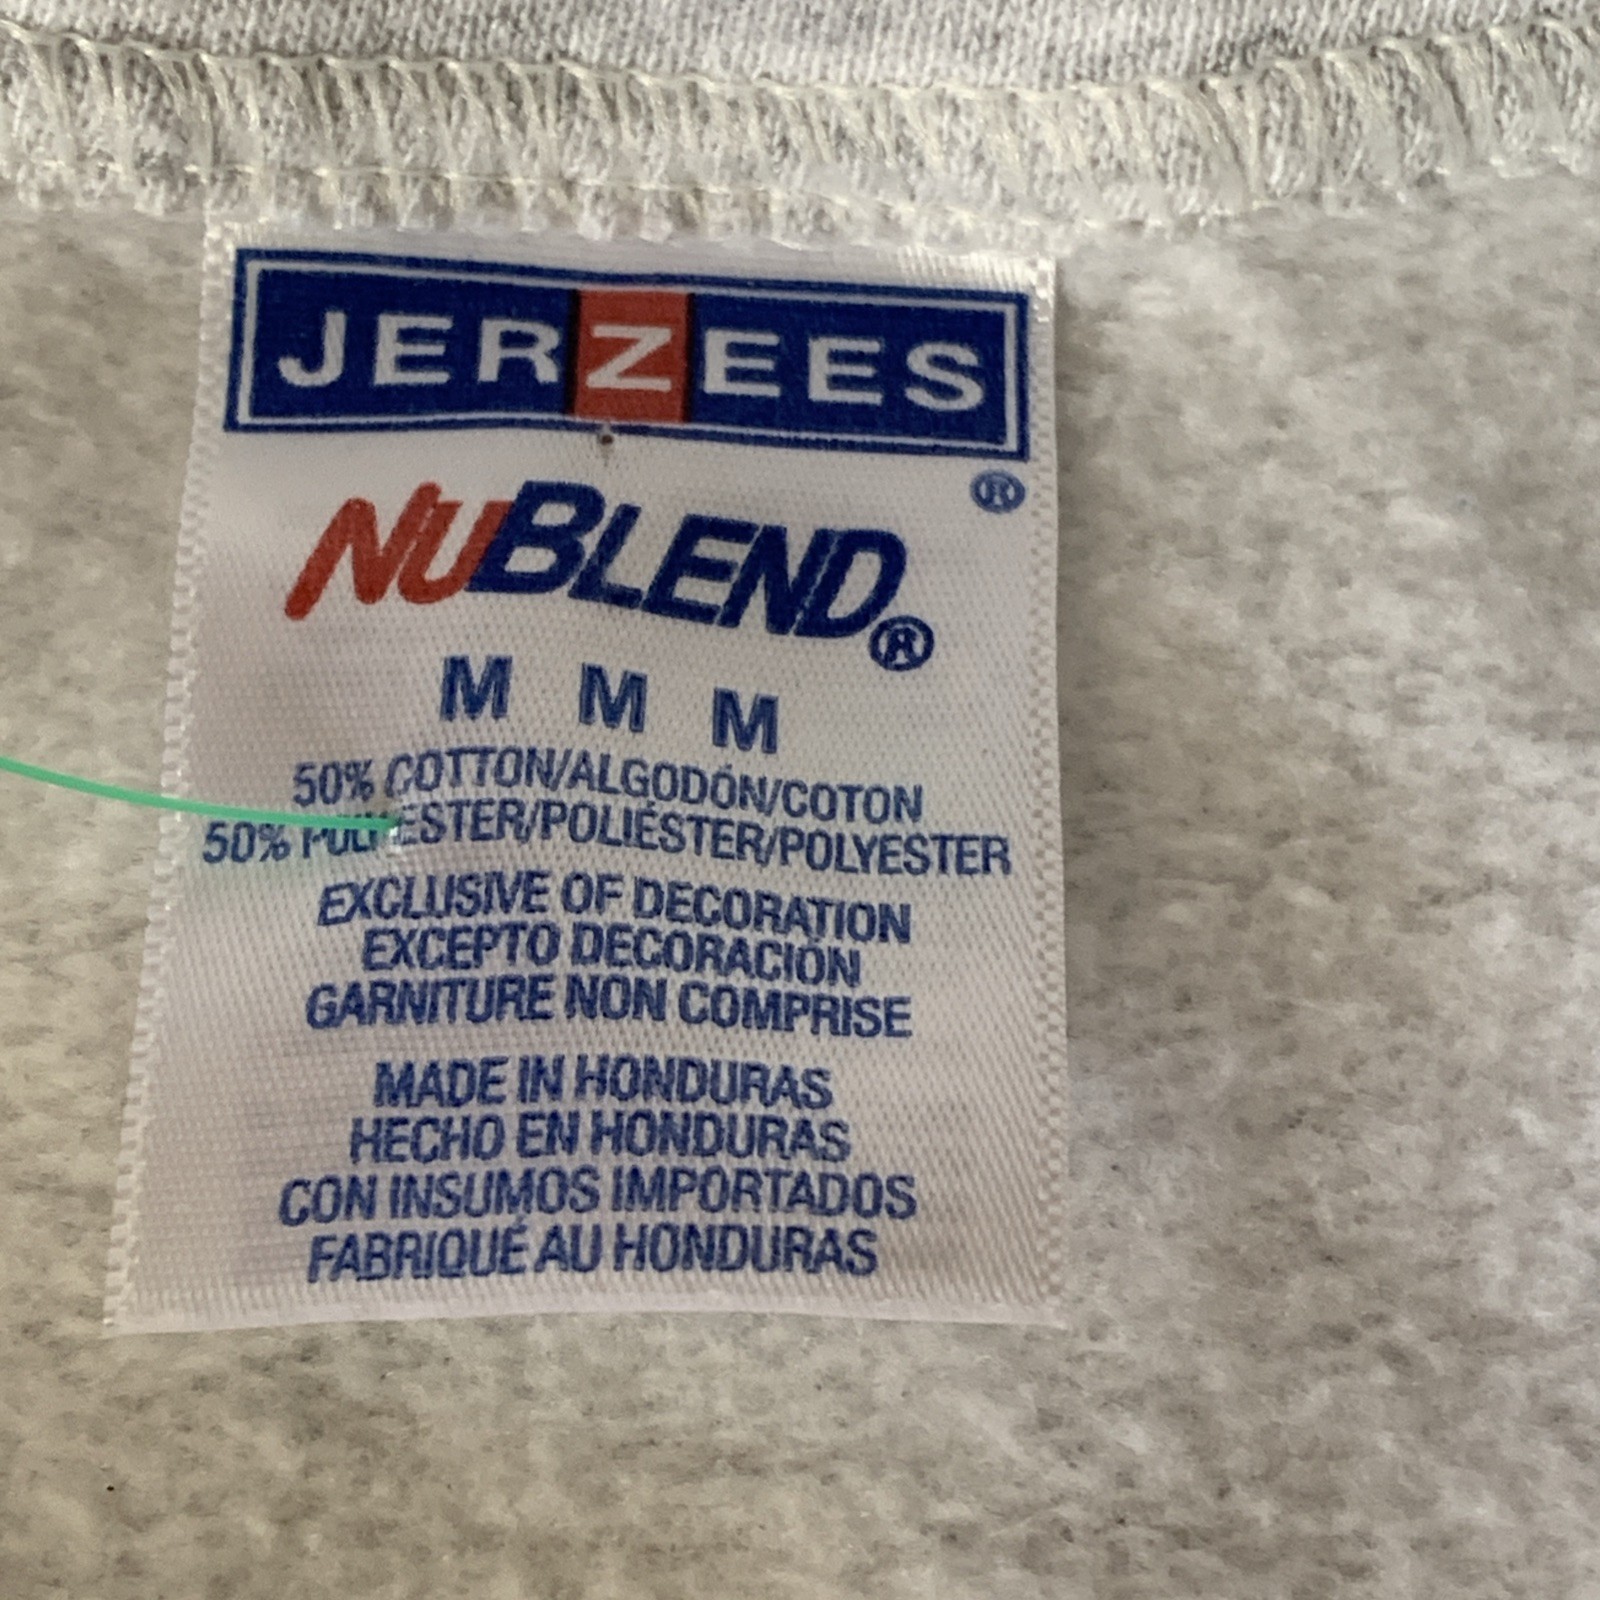 JERZEES
®
NUBLEND®
M M M
50% COTTON/ALGODÓN/COTON
50% POLYESTER/POLIÉSTER/POLYESTER
EXCLUSIVE OF DECORATION
EXCEPTO DECORACIÓN
GARNITURE NON COMPRISE
MADE IN HONDURAS
HECHO EN HONDURAS
CON INSUMOS IMPORTADOS
FABRIQUÉ AU HONDURAS